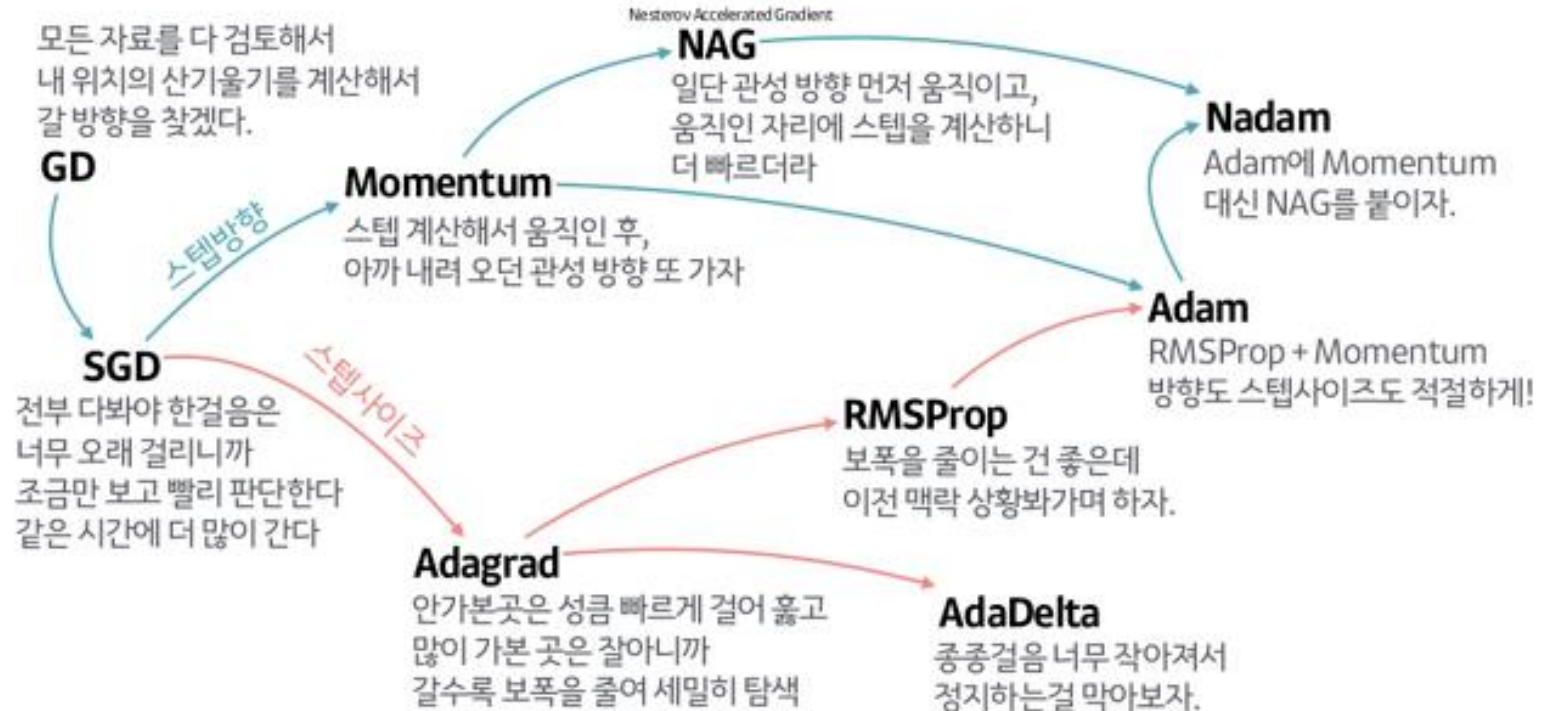 모든 자료를 다 검토해서
내 위치의 산기울기를 계산해서
갈 방향을 찾겠다.
GD
스텝방향
SGD
전부 다봐야 한걸음은
너무 오래 걸리니까
조금만 보고 빨리 판단한다
같은 시간에 더 많이 간다
Momentum
스텝 계산해서 움직인 후,
아까 내려 오던 관성 방향 또 가자
Nesterov Accelerated Gradient
NAG
일단 관성 방향 먼저 움직이고,
움직인 자리에 스텝을 계산하니
더 빠르더라
Nadam
Adam에 Momentum
대신 NAG를 붙이자.
스텝사이즈
Adagrad
안가본곳은 성큼 빠르게 걸어 훓고
많이 가본 곳은 잘아니까
갈수록 보폭을 줄여 세밀히 탐색
RMSProp
보폭을 줄이는 건 좋은데
이전 맥락 상황봐가며 하자.
Adam
RMSProp + Momentum
방향도 스텝사이즈도 적절하게!
AdaDelta
종종걸음 너무 작아져서
정지하는걸 막아보자.